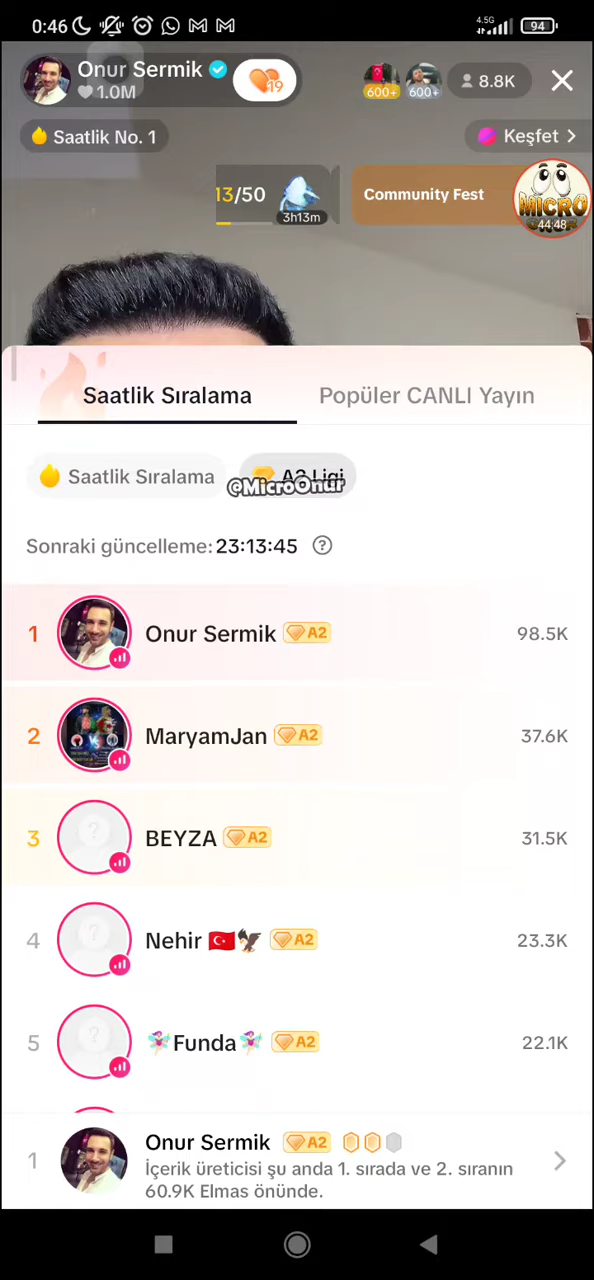 0:46
4.5G
94
Onur Sermik
1.0M
19
600+
600+
8.8K
Saatlik No. 1
Keşfet
13/50
3h13m
Community Fest
MICRO
44:48
Saatlik Sıralama
Popüler CANLI Yayın
Saatlik Sıralama
A2 Ligi
@MicroOnur
Sonraki güncelleme: 23:13:45
1 Onur Sermik A2 98.5K
2 MaryamJan A2 37.6K
3 BEYZA A2 31.5K
4 Nehir 🇹🇷🦅 A2 23.3K
5 🧚‍♀️Funda🧚‍♀️ A2 22.1K
1 Onur Sermik A2
İçerik üreticisi şu anda 1. sırada ve 2. sıranın
60.9K Elmas önünde.